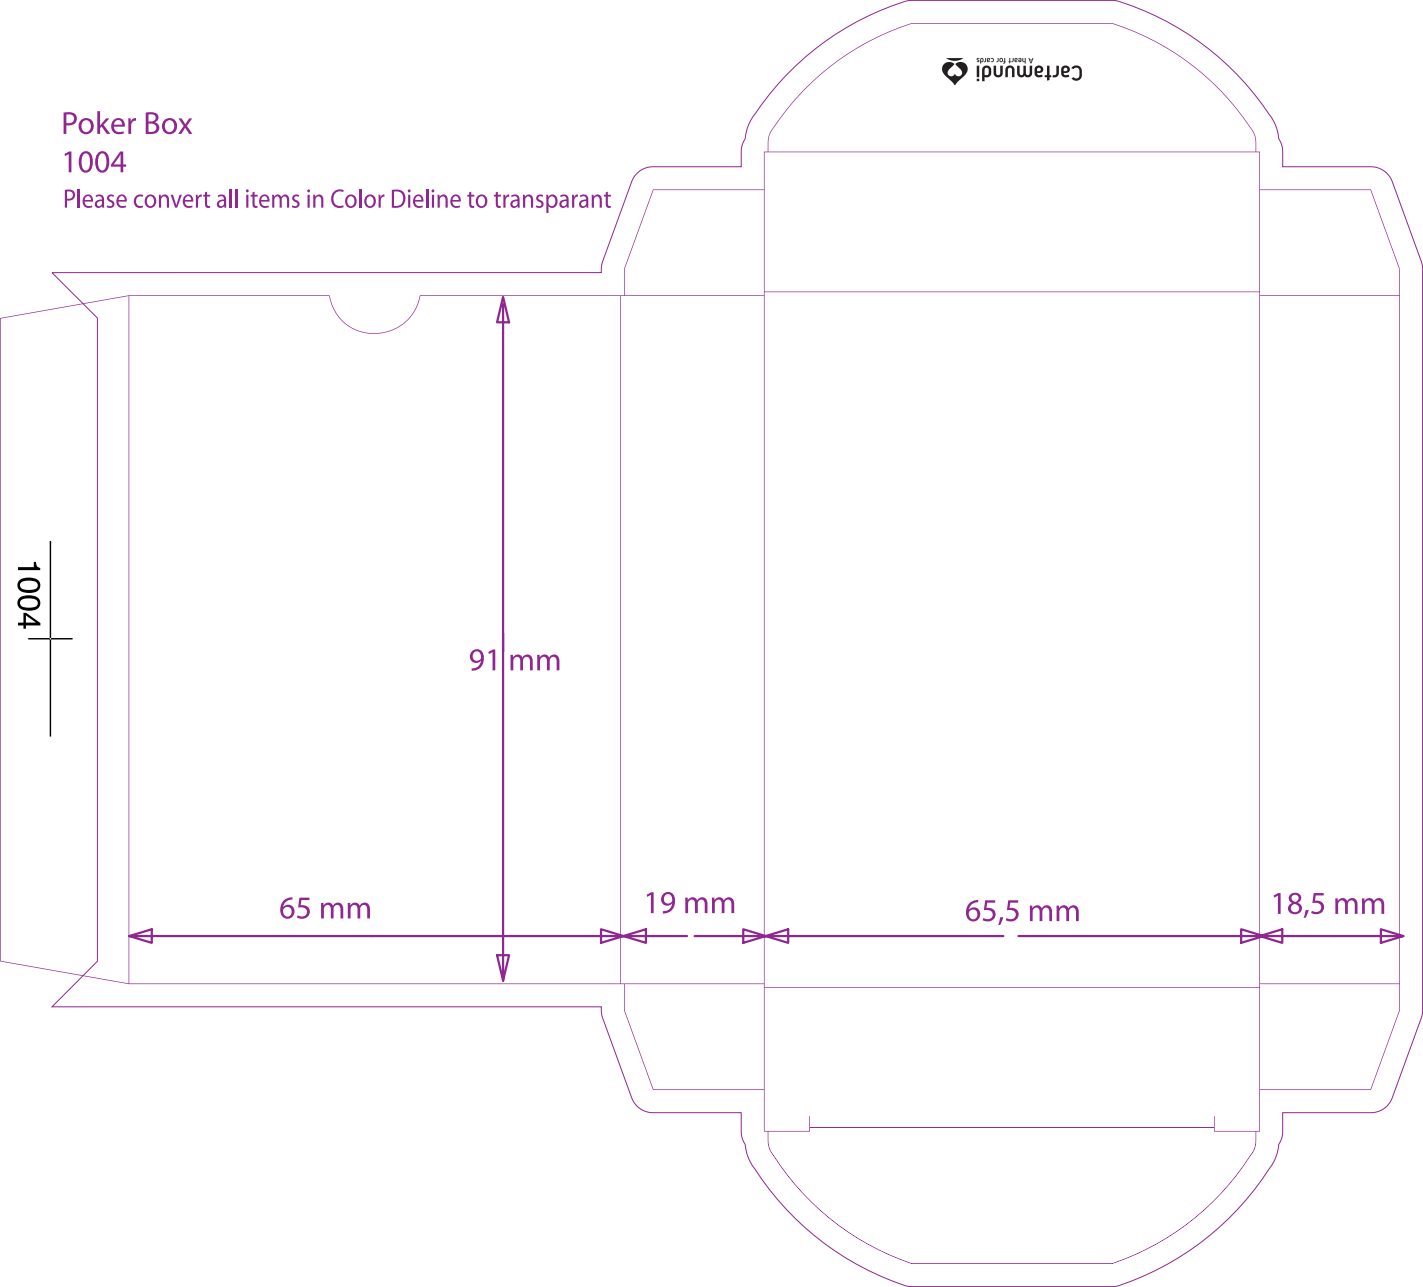 Cartamundi
A heart for cards
Poker Box
1004
Please convert all items in Color Dieline to transparant
1004
91 mm
65 mm
19 mm
65,5 mm
18,5 mm